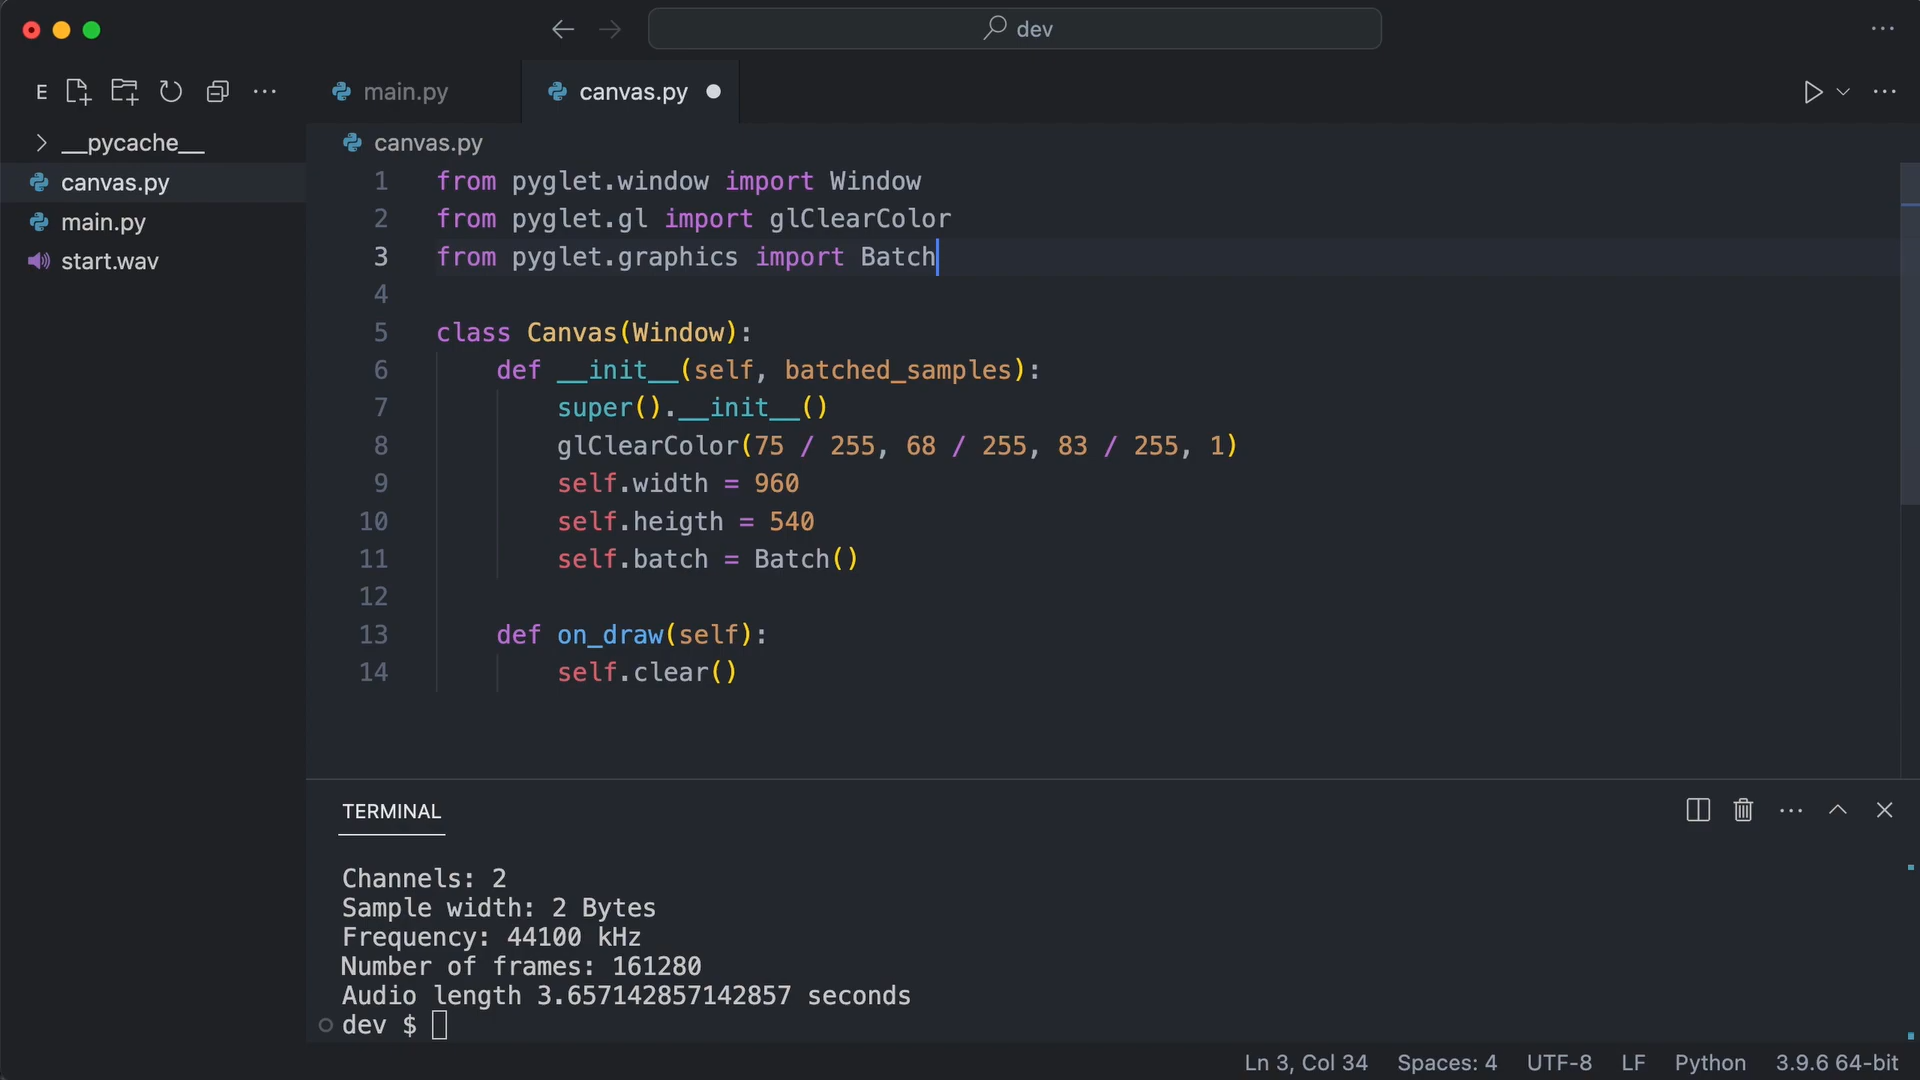 dev
E
main.py
canvas.py
__pycache__
canvas.py
main.py
start.wav
canvas.py
1 from pyglet.window import Window
2 from pyglet.gl import glClearColor
3 from pyglet.graphics import Batch
4
5 class Canvas(Window):
6     def __init__(self, batched_samples):
7         super().__init__()
8         glClearColor(75 / 255, 68 / 255, 83 / 255, 1)
9         self.width = 960
10         self.heigth = 540
11         self.batch = Batch()
12
13     def on_draw(self):
14         self.clear()
TERMINAL
Channels: 2
Sample width: 2 Bytes
Frequency: 44100 kHz
Number of frames: 161280
Audio length 3.657142857142857 seconds
dev $
Ln 3, Col 34 Spaces: 4 UTF-8 LF Python 3.9.6 64-bit